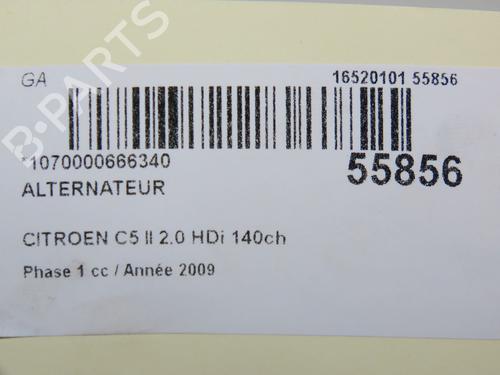 GA
16520101 55856
*1070000666340
55856
ALTERNATEUR
CITROEN C5 II 2.0 HDi 140ch
Phase 1 cc / Année 2009
B-PARTS